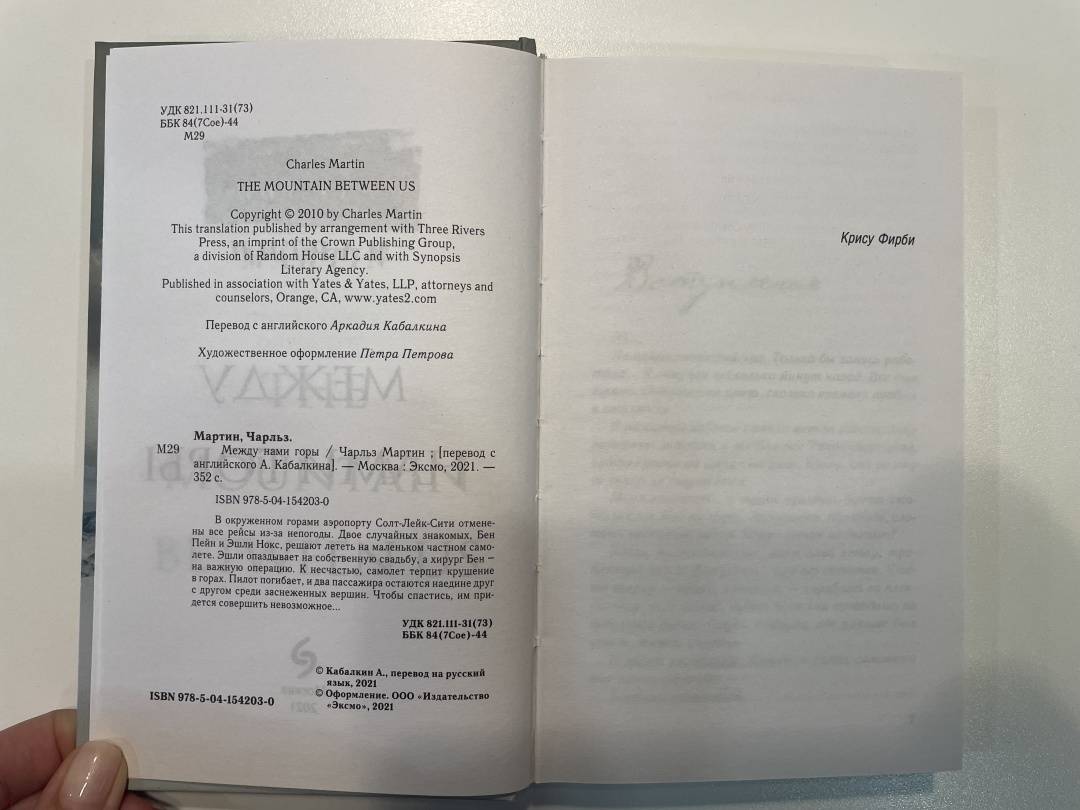 УДК 821.111-31(73)
ББК 84(7Сое)-44
М29
Charles Martin
THE MOUNTAIN BETWEEN US
Copyright © 2010 by Charles Martin
This translation published by arrangement with Three Rivers
Press, an imprint of the Crown Publishing Group,
a division of Random House LLC and with Synopsis
Literary Agency.
Published in association with Yates & Yates, LLP, attorneys and
counselors, Orange, CA, www.yates2.com
Перевод с английского Аркадия Кабалкина
Художественное оформление Петра Петрова
Мартин, Чарльз.
М29 Между нами горы / Чарльз Мартин ; [перевод с
английского А. Кабалкина]. — Москва : Эксмо, 2021. —
352 с.
ISBN 978-5-04-154203-0
В окруженном горами аэропорту Солт-Лейк-Сити отмене-
ны все рейсы из-за непогоды. Двое случайных знакомых, Бен
Пейн и Эшли Нокс, решают лететь на маленьком частном само-
лете. Эшли опаздывает на собственную свадьбу, а хирург Бен —
на важную операцию. К несчастью, самолет терпит крушение
в горах. Пилот погибает, и два пассажира остаются наедине друг
с другом среди заснеженных вершин. Чтобы спастись, им при-
дется совершить невозможное...
УДК 821.111-31(73)
ББК 84(7Сое)-44
© Кабалкин А., перевод на русский
язык, 2021
© Оформление. ООО «Издательство
«Эксмо», 2021
ISBN 978-5-04-154203-0
Крису Фирби